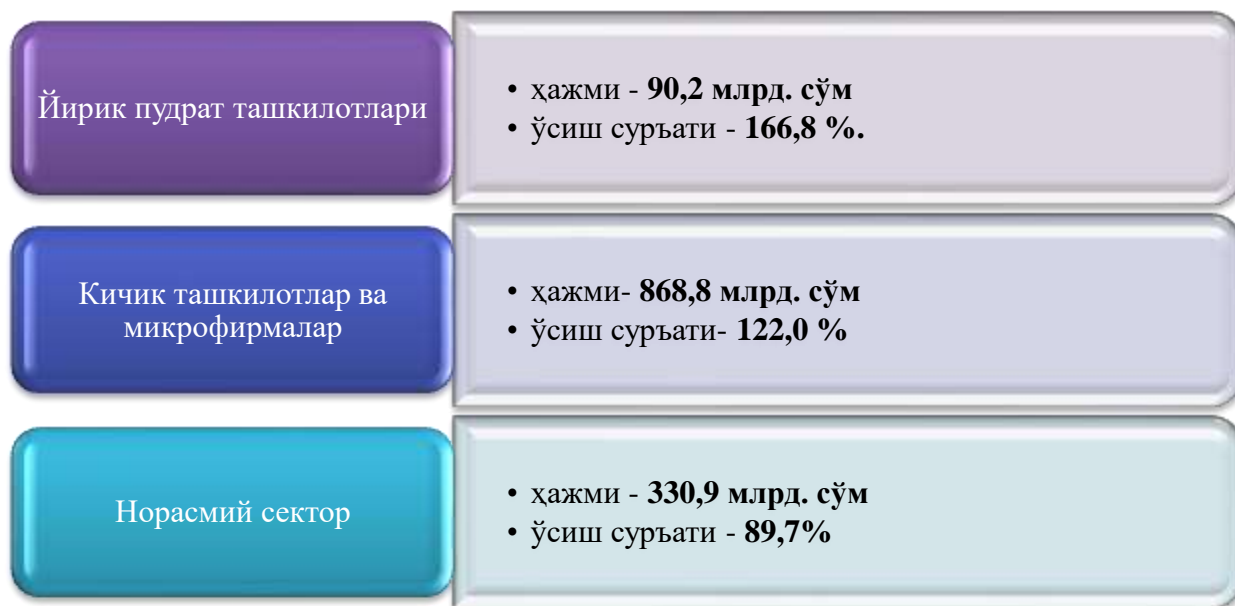 Йирик пудрат ташкилотлари
• ҳажми - 90,2 млрд. сўм
• ўсиш суръати - 166,8 %.
Кичик ташкилотлар ва
микрофирмалар
• ҳажми- 868,8 млрд. сўм
• ўсиш суръати- 122,0 %
Норасмий сектор
• ҳажми - 330,9 млрд. сўм
• ўсиш суръати - 89,7%